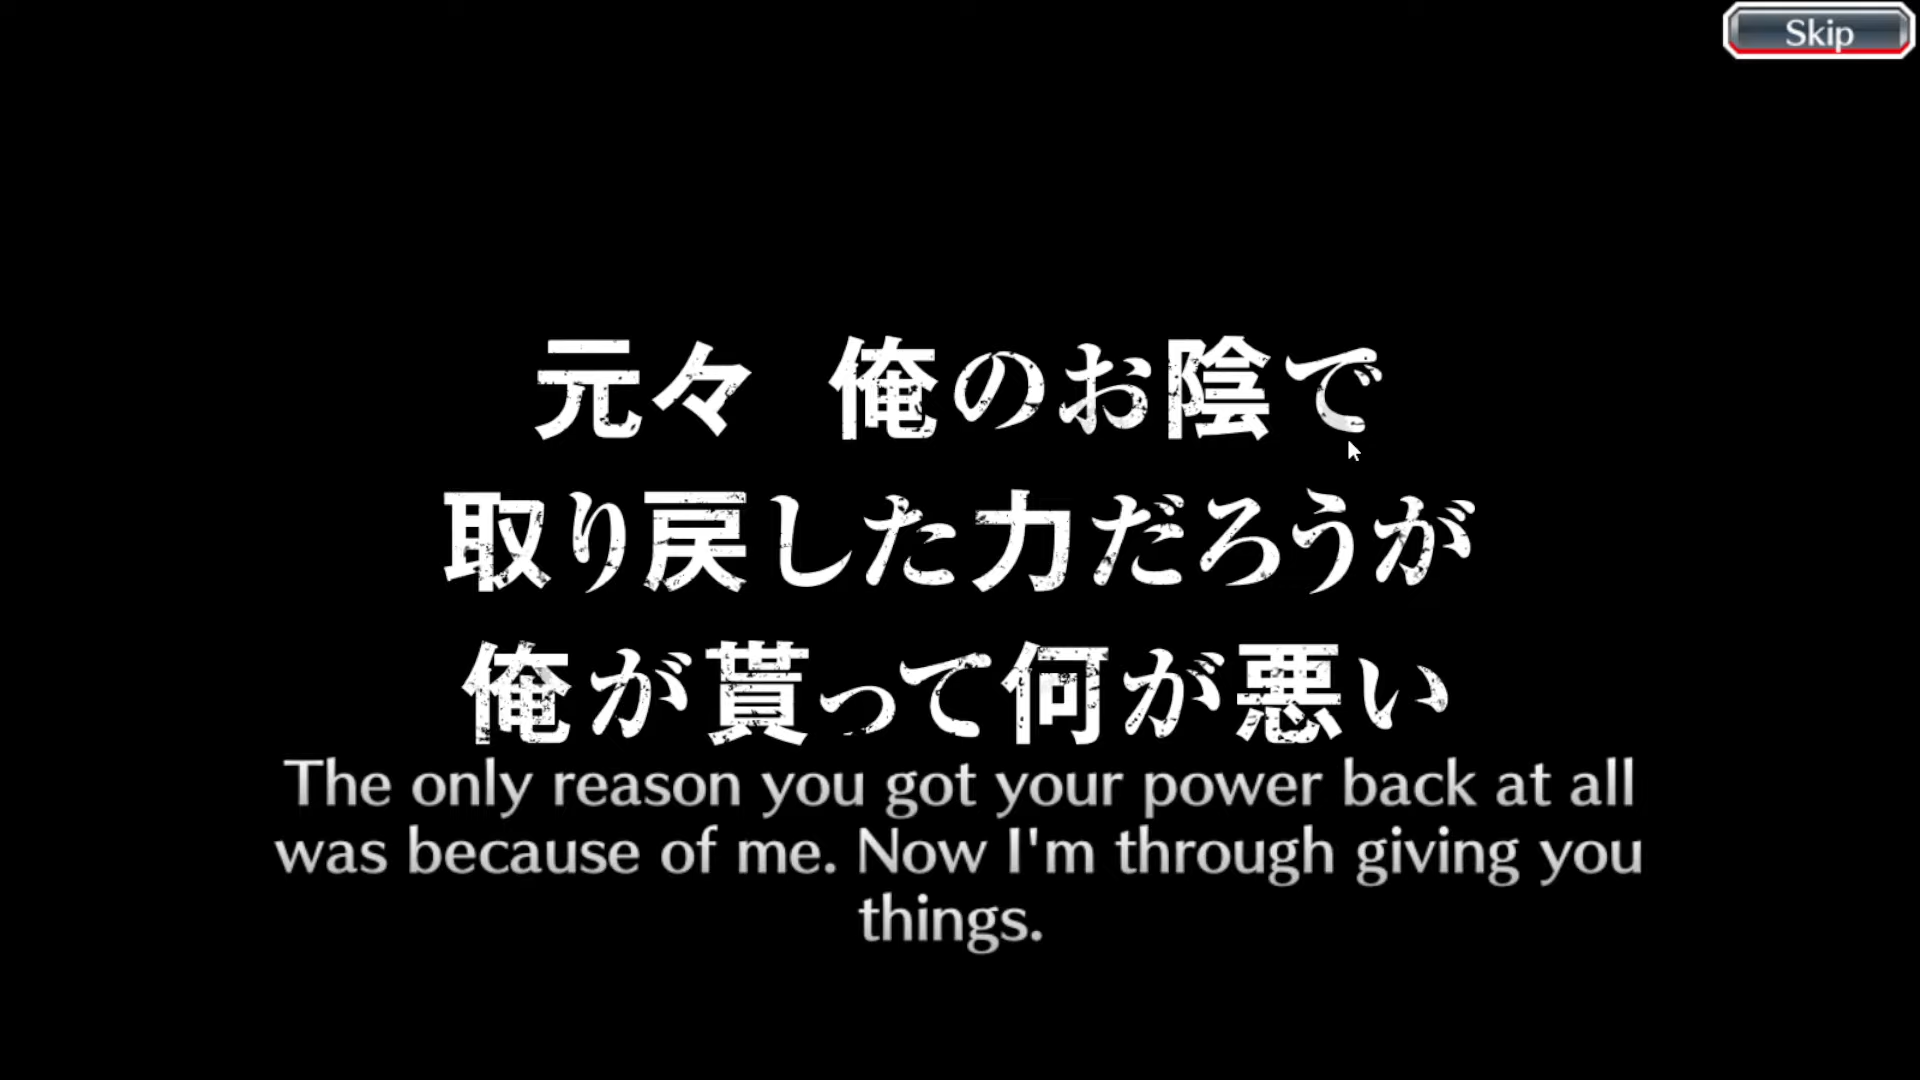 Skip
元々 俺のお陰で
取り戻した力だろうが
俺が貰って何が悪い
The only reason you got your power back at all
was because of me. Now I'm through giving you
things.